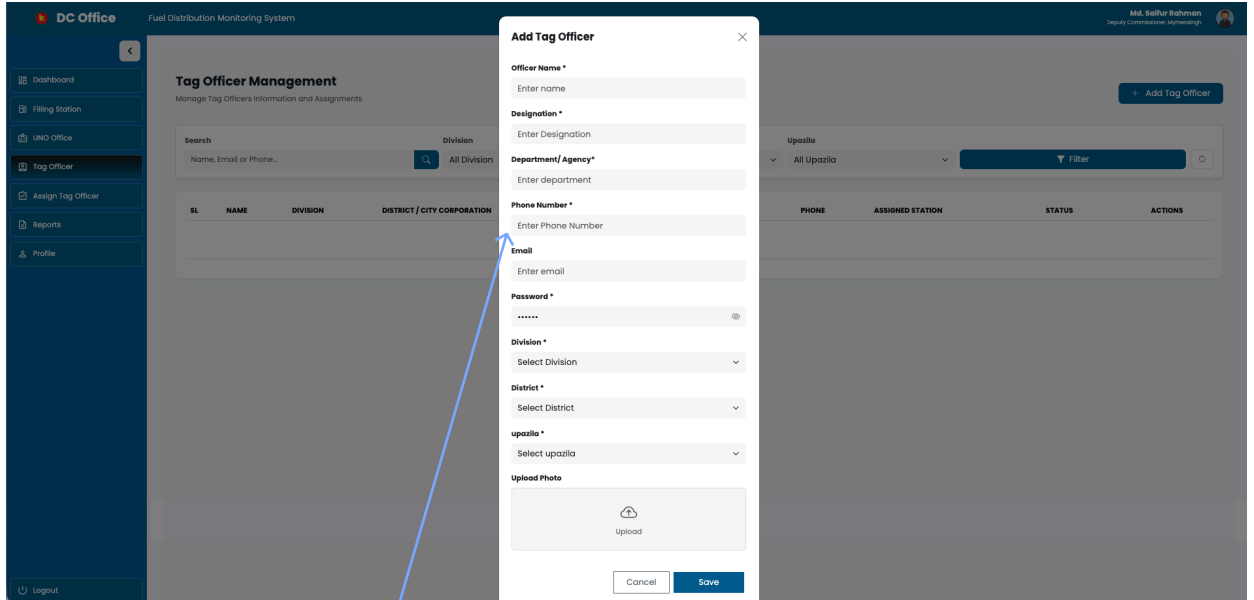 DC Office
Fuel Distribution Monitoring System
Md. Saifur Rahman
Deputy Commissioner, Mymensingh
Dashboard
Filling Station
UNO Office
Tag Officer
Assign Tag Officer
Reports
Profile
Logout
Tag Officer Management
Manage Tag Officers Information and Assignments
+ Add Tag Officer
Search
Division
Upazila
Name, Email or Phone...
All Division
All Upazila
Filter
SL NAME DIVISION DISTRICT / CITY CORPORATION PHONE ASSIGNED STATION STATUS ACTIONS
Add Tag Officer
Officer Name *
Enter name
Designation *
Enter Designation
Department/ Agency*
Enter department
Phone Number *
Enter Phone Number
Email
Enter email
Password *
••••••
Division *
Select Division
District *
Select District
upazila *
Select upazila
Upload Photo
Upload
Cancel
Save